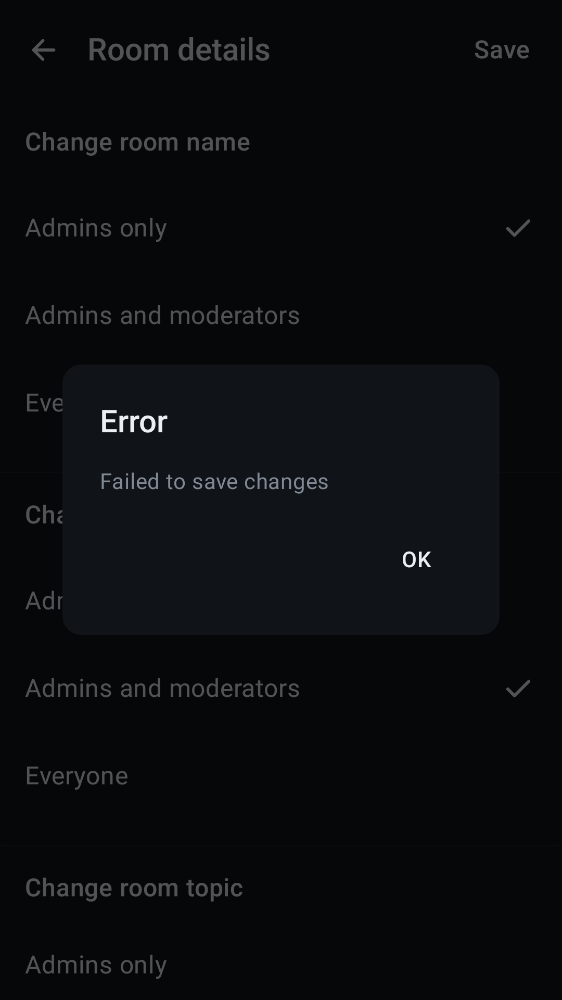 Room details
Save
Change room name
Admins only
Admins and moderators
Eve
Error
Failed to save changes
Cha
OK
Adm
Admins and moderators
Everyone
Change room topic
Admins only